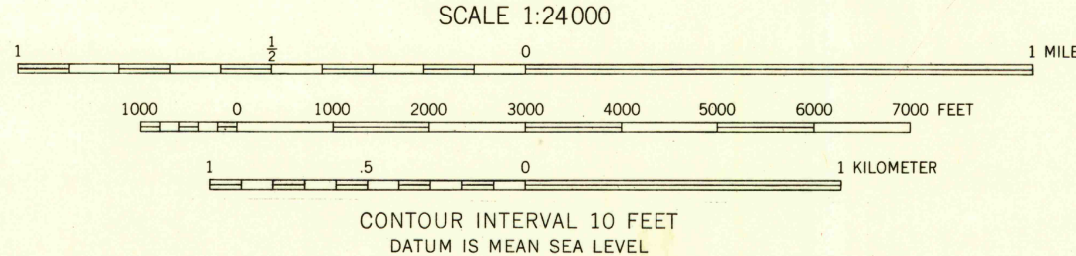 SCALE 1:24000
1 ½ 0 1 MILE
1000 0 1000 2000 3000 4000 5000 6000 7000 FEET
1 .5 0 1 KILOMETER
CONTOUR INTERVAL 10 FEET
DATUM IS MEAN SEA LEVEL